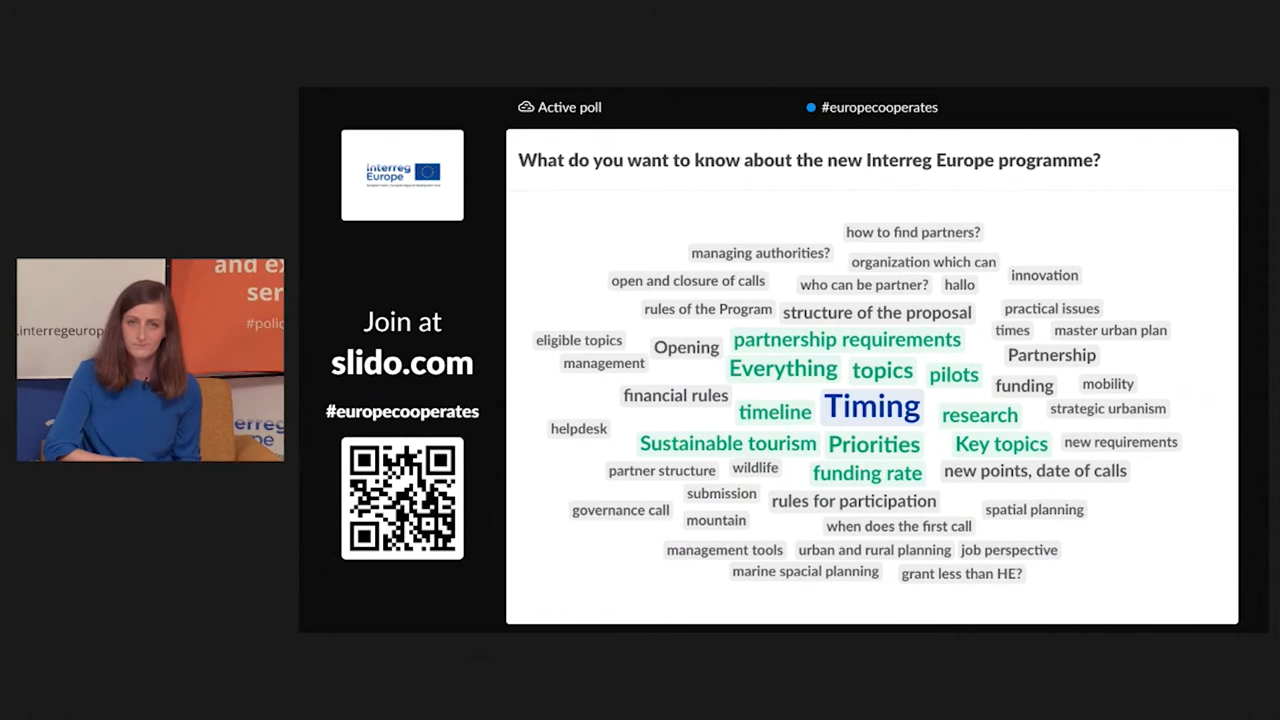 Active poll
#europecooperates
Interreg
Europe
What do you want to know about the new Interreg Europe programme?
how to find partners?
managing authorities?
organization which can
open and closure of calls
who can be partner?
hallo
innovation
rules of the Program
structure of the proposal
practical issues
eligible topics
Opening
partnership requirements
times
master urban plan
management
Everything
topics
pilots
Partnership
financial rules
funding
mobility
timeline
Timing
research
strategic urbanism
helpdesk
Sustainable tourism
Priorities
Key topics
new requirements
partner structure
wildlife
funding rate
new points, date of calls
submission
rules for participation
governance call
mountain
when does the first call
spatial planning
management tools
urban and rural planning
job perspective
marine spacial planning
grant less than HE?
Join at
slido.com
#europecooperates
and ex
ser
#polic
.interregeurop
erreg
pe